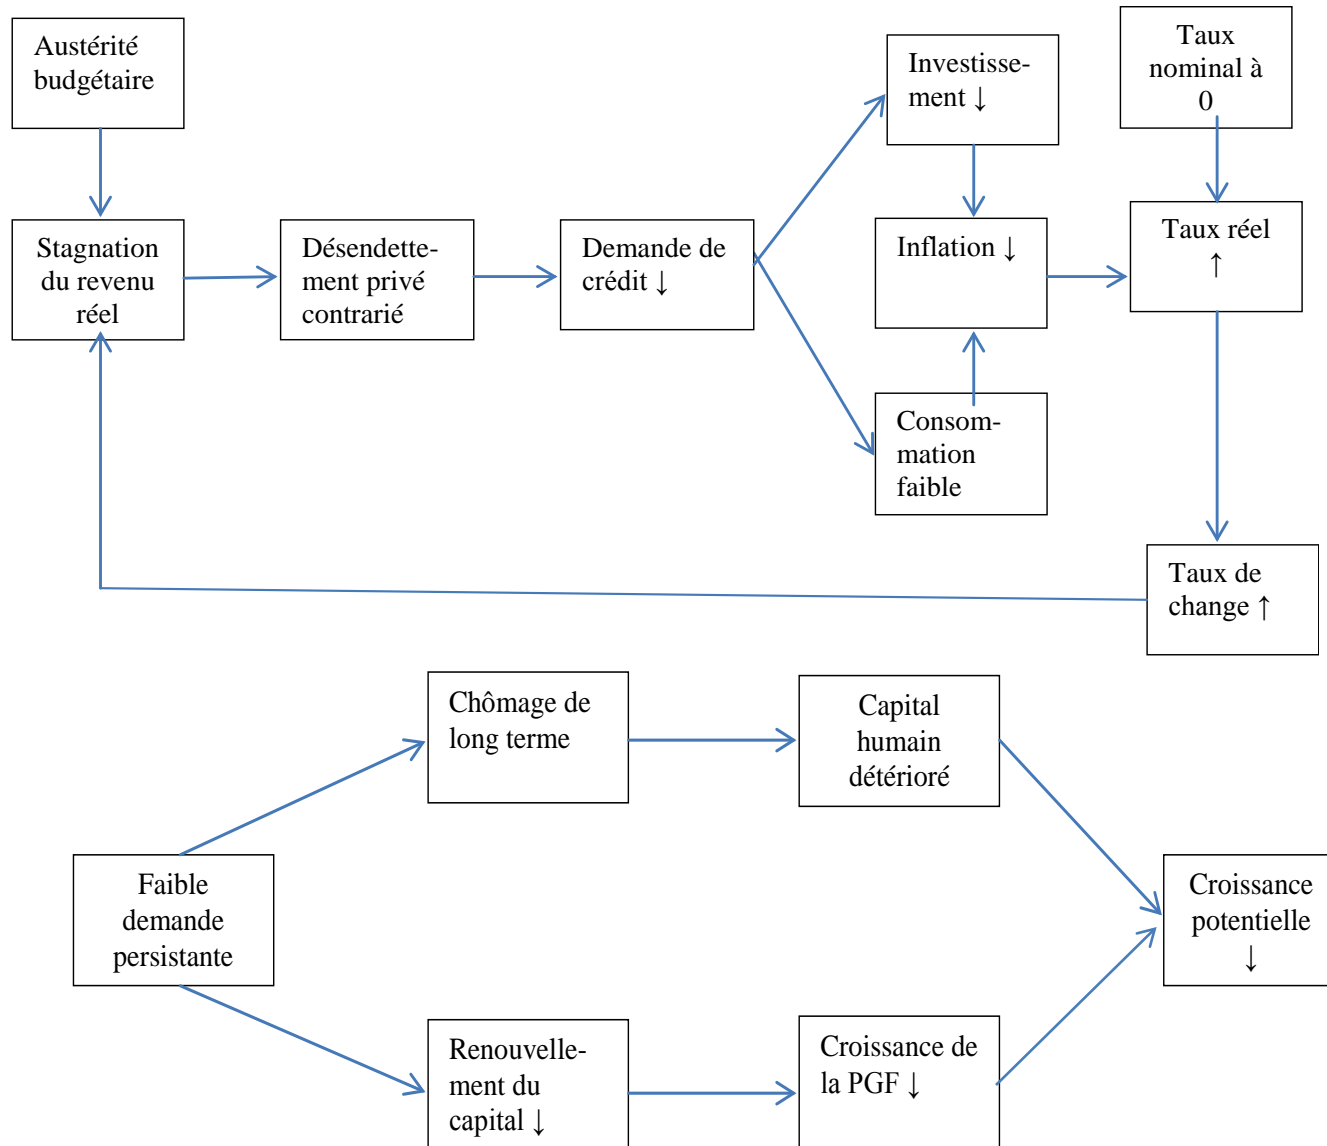 Austérité
budgétaire
Investisse-
ment ↓
Taux
nominal à
0
Stagnation
du revenu
réel
Désendette-
ment privé
contrarié
Demande de
crédit ↓
Inflation ↓
Taux réel
↑
Consom-
mation
faible
Taux de
change ↑
Chômage de
long terme
Capital
humain
détérioré
Faible
demande
persistante
Croissance
potentielle
↓
Renouvelle-
ment du
capital ↓
Croissance de
la PGF ↓